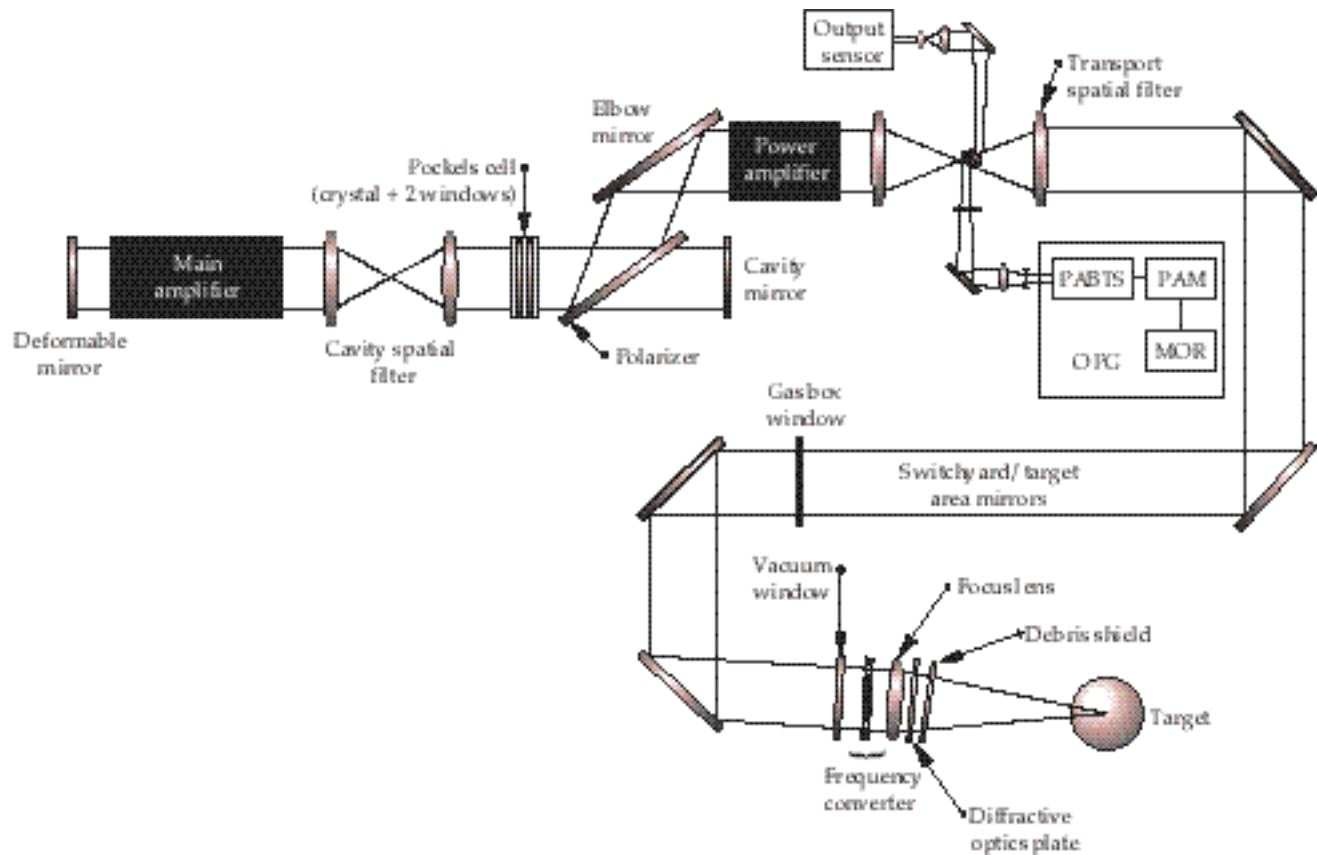 Output
sensor
Transport
spatial filter
Elbow
mirror
Power
amplifier
Pockels cell
(crystal + 2 windows)
Main
amplifier
Cavity
mirror
PABTS
PAM
MOR
OPG
Deformable
mirror
Cavity spatial
filter
Polarizer
Gas box
window
Switchyard/target
area mirrors
Vacuum
window
Focus lens
Debris shield
Target
Frequency
converter
Diffractive
optics plate